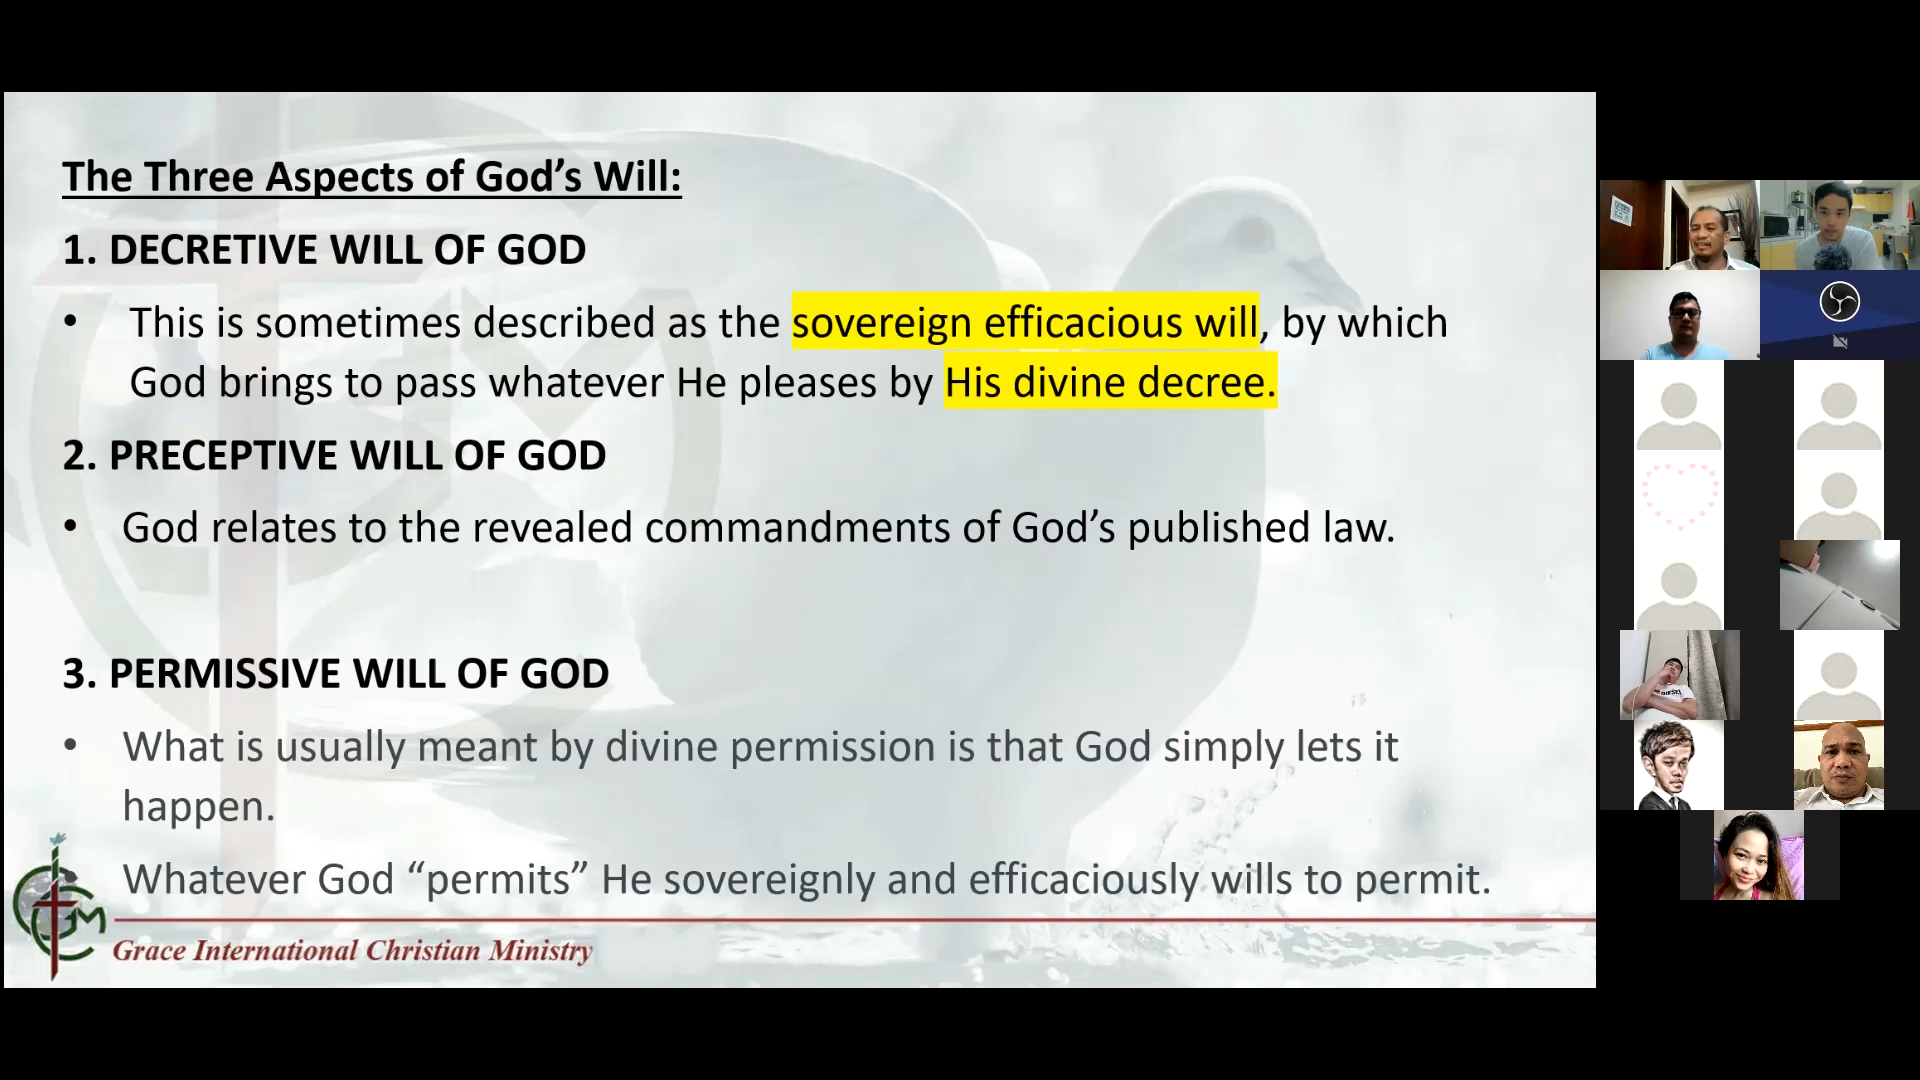 The Three Aspects of God’s Will:
1. DECRETIVE WILL OF GOD
• This is sometimes described as the sovereign efficacious will, by which
God brings to pass whatever He pleases by His divine decree.
2. PRECEPTIVE WILL OF GOD
• God relates to the revealed commandments of God’s published law.
3. PERMISSIVE WILL OF GOD
• What is usually meant by divine permission is that God simply lets it
happen.
Whatever God “permits” He sovereignly and efficaciously wills to permit.
Grace International Christian Ministry